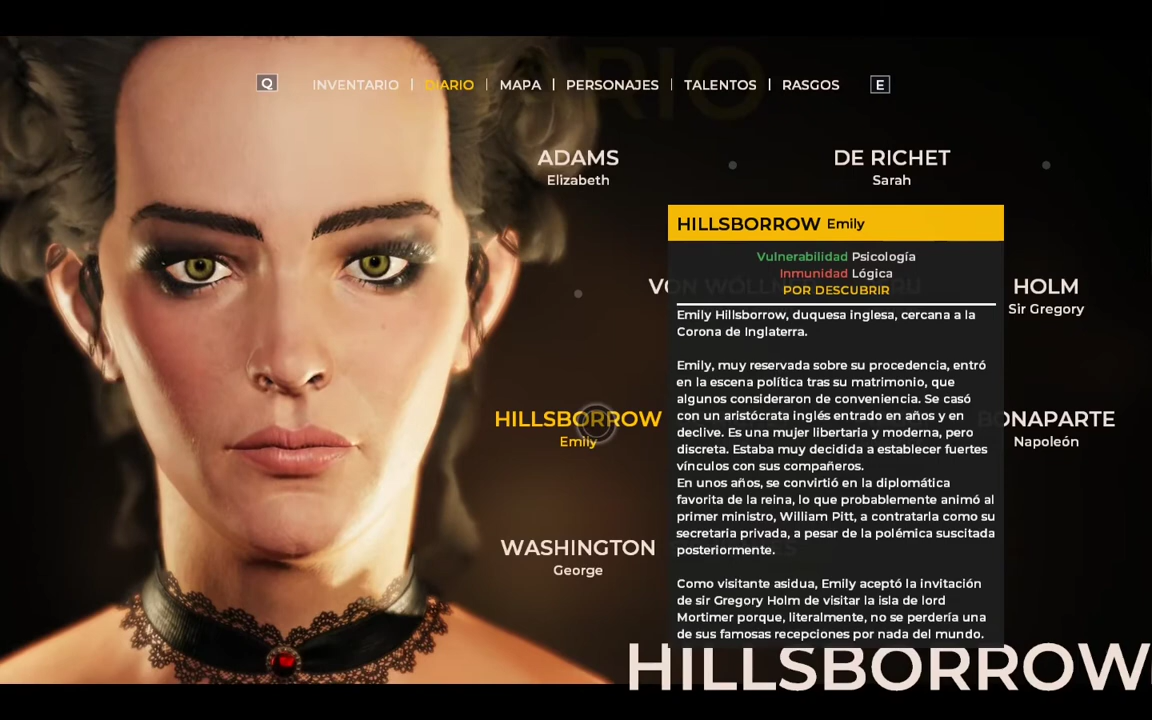 Q INVENTARIO | DIARIO | MAPA | PERSONAJES | TALENTOS | RASGOS E
ADAMS
Elizabeth
DE RICHET
Sarah
HILLSBORROW Emily
Vulnerabilidad Psicología
Inmunidad Lógica
POR DESCUBRIR
Emily Hillsborrow, duquesa inglesa, cercana a la
Corona de Inglaterra.
Emily, muy reservada sobre su procedencia, entró
en la escena política tras su matrimonio, que
algunos consideraron de conveniencia. Se casó
con un aristócrata inglés entrado en años y en
declive. Es una mujer libertaria y moderna, pero
discreta. Estaba muy decidida a establecer fuertes
vínculos con sus compañeros.
En unos años, se convirtió en la diplomática
favorita de la reina, lo que probablemente animó al
primer ministro, William Pitt, a contratarla como su
secretaria privada, a pesar de la polémica suscitada
posteriormente.
Como visitante asidua, Emily aceptó la invitación
de sir Gregory Holm de visitar la isla de lord
Mortimer porque, literalmente, no se perdería una
de sus famosas recepciones por nada del mundo.
HOLM
Sir Gregory
HILLSBORROW
Emily
BONAPARTE
Napoleón
WASHINGTON
George
HILLSBORROW